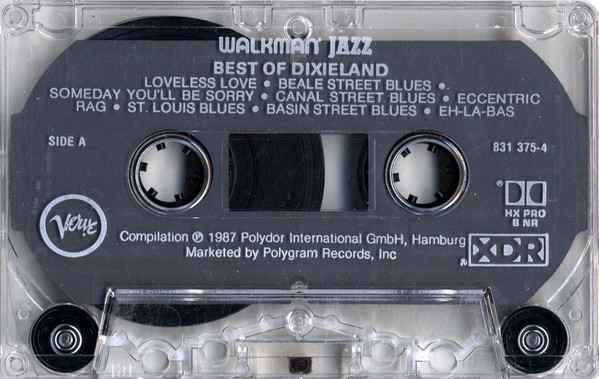 WALKMAN JAZZ
BEST OF DIXIELAND
LOVELESS LOVE • BEALE STREET BLUES •
SOMEDAY YOU'LL BE SORRY • CANAL STREET BLUES • ECCENTRIC
RAG • ST. LOUIS BLUES • BASIN STREET BLUES • EH-LA-BAS
SIDE A
831 375-4
Verve
HX PRO
B NR
Compilation ℗ 1987 Polydor International GmbH, Hamburg
Marketed by Polygram Records, Inc
XDR®